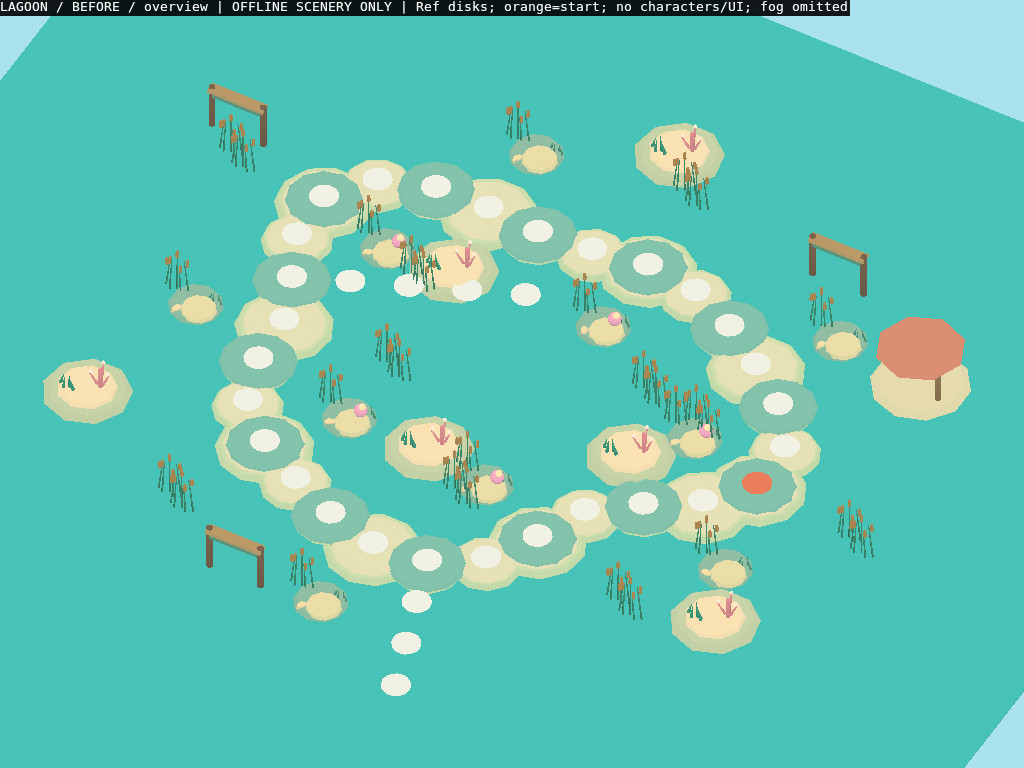 LAGOON / BEFORE / overview | OFFLINE SCENERY ONLY | Ref disks; orange=start; no characters/UI; fog omitted